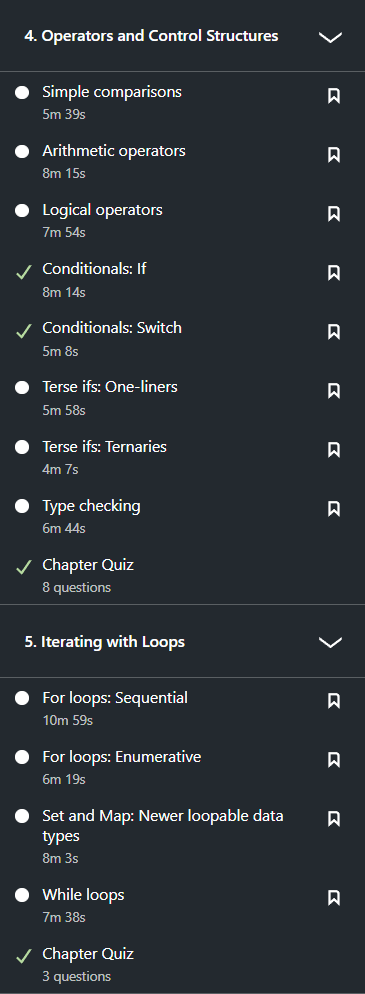 4. Operators and Control Structures
Simple comparisons
5m 39s
Arithmetic operators
8m 15s
Logical operators
7m 54s
Conditionals: If
8m 14s
Conditionals: Switch
5m 8s
Terse ifs: One-liners
5m 58s
Terse ifs: Ternaries
4m 7s
Type checking
6m 44s
Chapter Quiz
8 questions
5. Iterating with Loops
For loops: Sequential
10m 59s
For loops: Enumerative
6m 19s
Set and Map: Newer loopable data
types
8m 3s
While loops
7m 38s
Chapter Quiz
3 questions